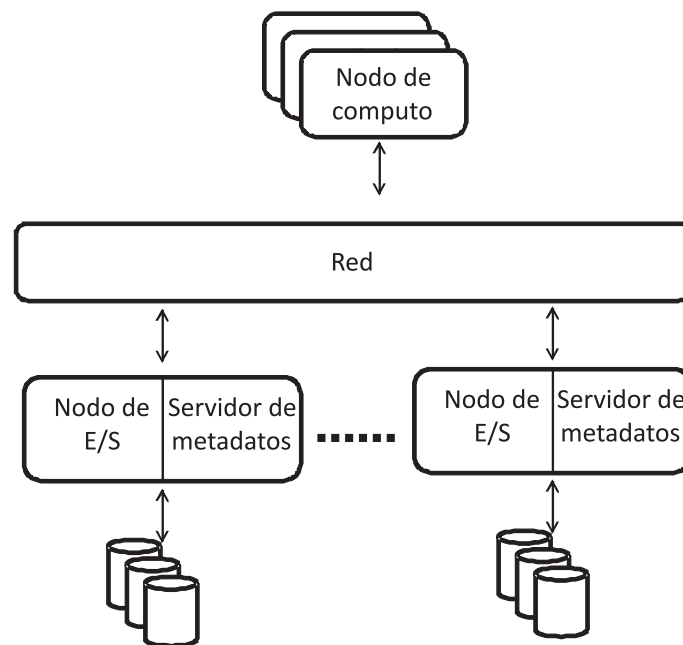 Nodo de
computo
Red
Nodo de
E/S
Servidor de
metadatos
Nodo de
E/S
Servidor de
metadatos